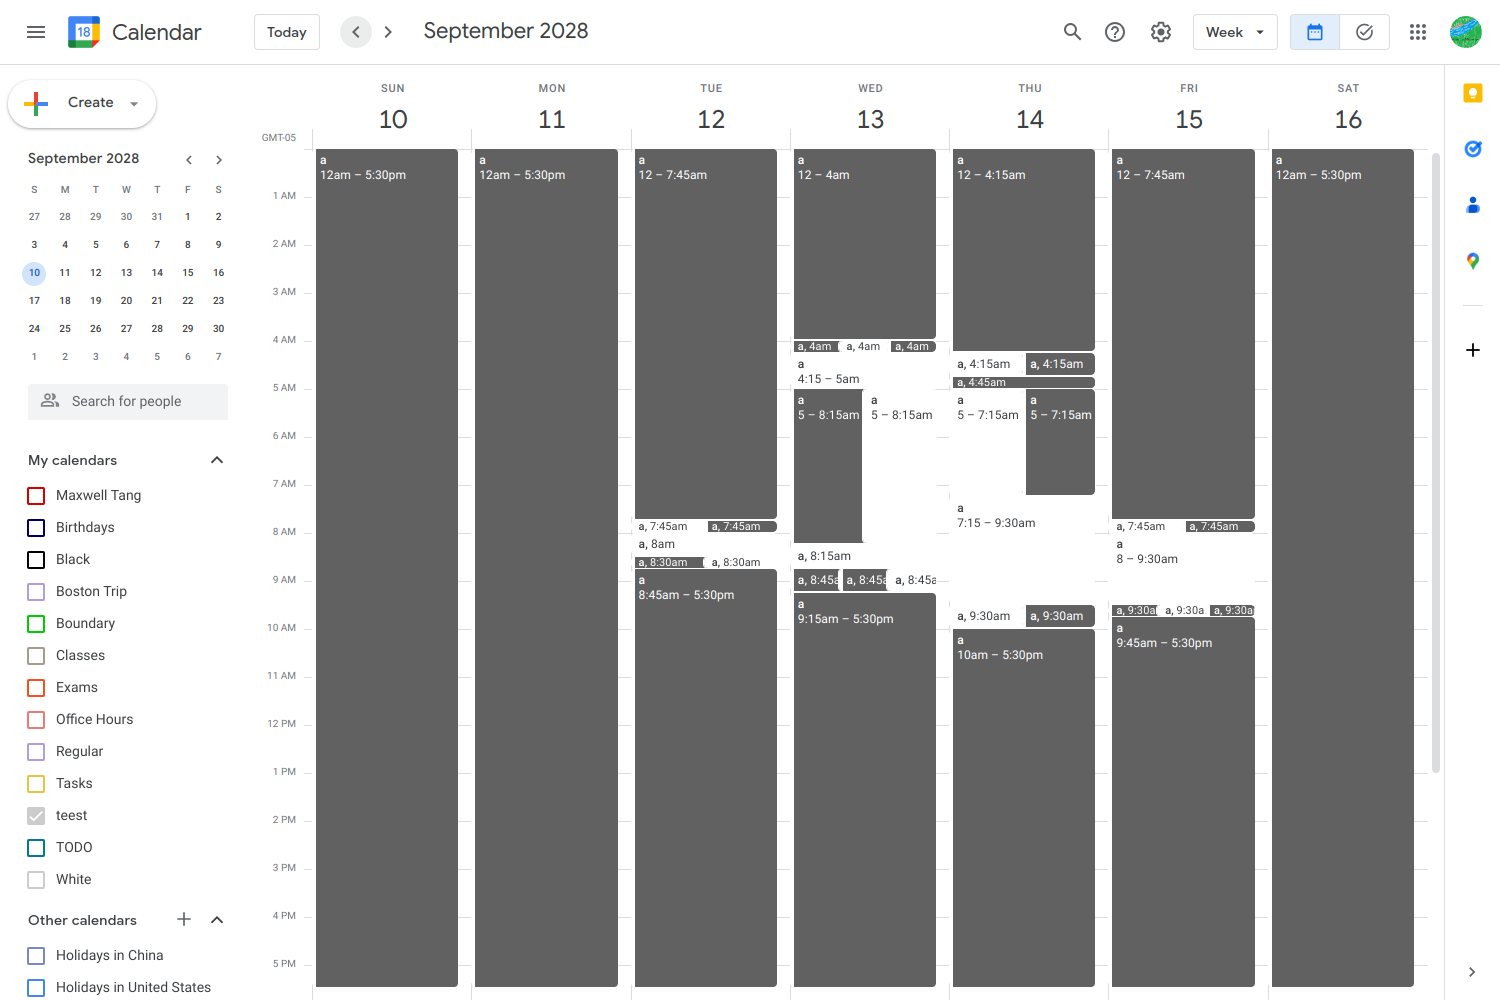 18 Calendar
Today
September 2028
Week
Create
September 2028
S M T W T F S
27 28 29 30 31 1 2
3 4 5 6 7 8 9
10 11 12 13 14 15 16
17 18 19 20 21 22 23
24 25 26 27 28 29 30
1 2 3 4 5 6 7
Search for people
My calendars
Maxwell Tang
Birthdays
Black
Boston Trip
Boundary
Classes
Exams
Office Hours
Regular
Tasks
teest
TODO
White
Other calendars
Holidays in China
Holidays in United States
GMT-05
1 AM
2 AM
3 AM
4 AM
5 AM
6 AM
7 AM
8 AM
9 AM
10 AM
11 AM
12 PM
1 PM
2 PM
3 PM
4 PM
5 PM
SUN
10
a
12am – 5:30pm
MON
11
a
12am – 5:30pm
TUE
12
a
12 – 7:45am
a, 7:45am
a, 7:45am
a, 8am
a, 8:30am
a, 8:30am
a
8:45am – 5:30pm
WED
13
a
12 – 4am
a, 4am
a, 4am
a, 4am
a
4:15 – 5am
a
5 – 8:15am
a
5 – 8:15am
a, 8:15am
a, 8:45a
a, 8:45a
a, 8:45a
a
9:15am – 5:30pm
THU
14
a
12 – 4:15am
a, 4:15am
a, 4:15am
a, 4:45am
a
5 – 7:15am
a
5 – 7:15am
a
7:15 – 9:30am
a, 9:30am
a, 9:30am
a
10am – 5:30pm
FRI
15
a
12 – 7:45am
a, 7:45am
a, 7:45am
a
8 – 9:30am
a, 9:30a
a, 9:30a
a, 9:30a
a
9:45am – 5:30pm
SAT
16
a
12am – 5:30pm